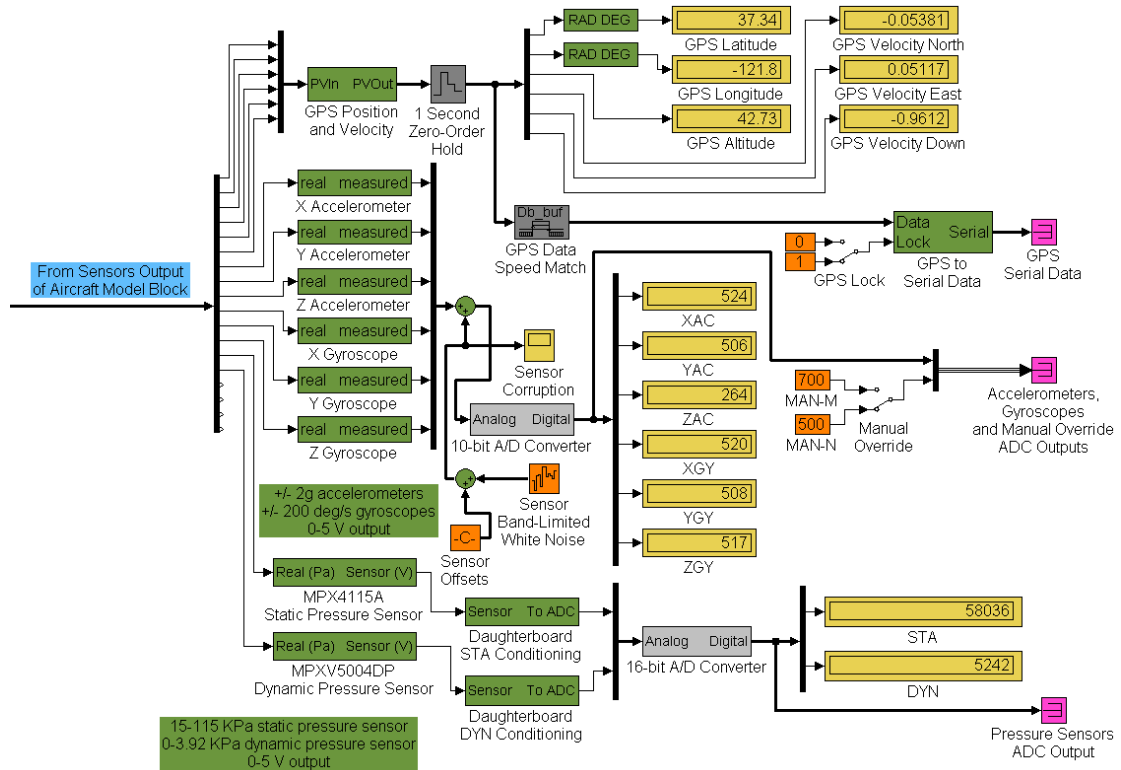 RAD DEG
37.34
GPS Latitude
-0.05381
GPS Velocity North
PVIn PVOut
GPS Position
and Velocity
1 Second
Zero-Order
Hold
RAD DEG
-121.8
GPS Longitude
0.05117
GPS Velocity East
42.73
GPS Altitude
-0.9612
GPS Velocity Down
real measured
X Accelerometer
real measured
Y Accelerometer
real measured
Z Accelerometer
real measured
X Gyroscope
real measured
Y Gyroscope
real measured
Z Gyroscope
From Sensors Output
of Aircraft Model Block
Db_buf
GPS Data
Speed Match
0
1
GPS Lock
Data
Lock
Serial
GPS to
Serial Data
GPS
Serial Data
Sensor
Corruption
Analog Digital
10-bit A/D Converter
524
XAC
506
YAC
264
ZAC
520
XGY
508
YGY
517
ZGY
700
MAN-M
500
MAN-N
Manual
Override
Accelerometers,
Gyroscopes
and Manual Override
ADC Outputs
+/- 2g accelerometers
+/- 200 deg/s gyroscopes
0-5 V output
Sensor
Band-Limited
White Noise
-C-
Sensor
Offsets
Real (Pa) Sensor (V)
MPX4115A
Static Pressure Sensor
Real (Pa) Sensor (V)
MPXV5004DP
Dynamic Pressure Sensor
Sensor To ADC
Daughterboard
STA Conditioning
Sensor To ADC
Daughterboard
DYN Conditioning
Analog Digital
16-bit A/D Converter
58036
STA
5242
DYN
Pressure Sensors
ADC Output
15-115 KPa static pressure sensor
0-3.92 KPa dynamic pressure sensor
0-5 V output